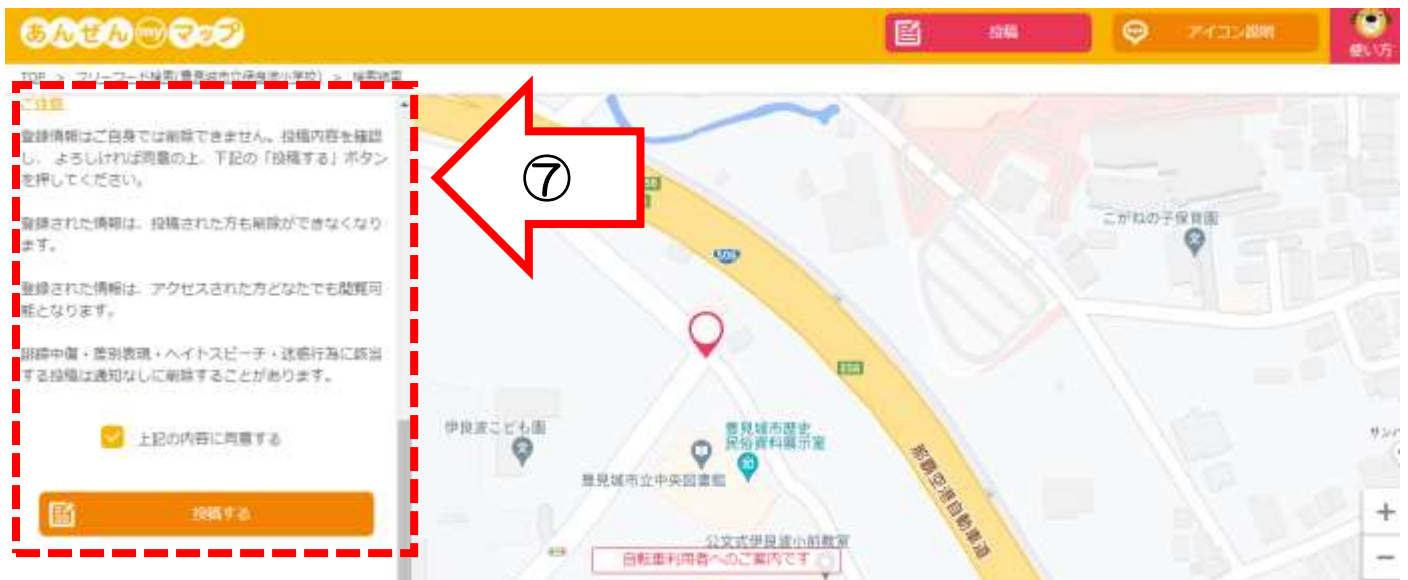 あんぜんmyマップ
投稿
アイコン説明
使い方
TOP > フリーワード検索(豊見城市立伊良波小学校) > 検索結果
ご注意
登録情報はご自身では削除できません。投稿内容を確認
し、よろしければ同意の上、下記の「投稿する」ボタン
を押してください。
登録された情報は、投稿された方も削除ができなくなり
ます。
登録された情報は、アクセスされた方どなたでも閲覧可
能となります。
誹謗中傷・差別表現・ヘイトスピーチ・迷惑行為に該当
する投稿は通知なしに削除することがあります。
上記の内容に同意する
投稿する
⑦
E58
こがねの子保育園
506
E58
伊良波こども園
豊見城市歴史
民俗資料展示室
豊見城市立中央図書館
那覇空港自動車道
公文式伊良波小前教室
自転車利用者へのご案内です
+
−